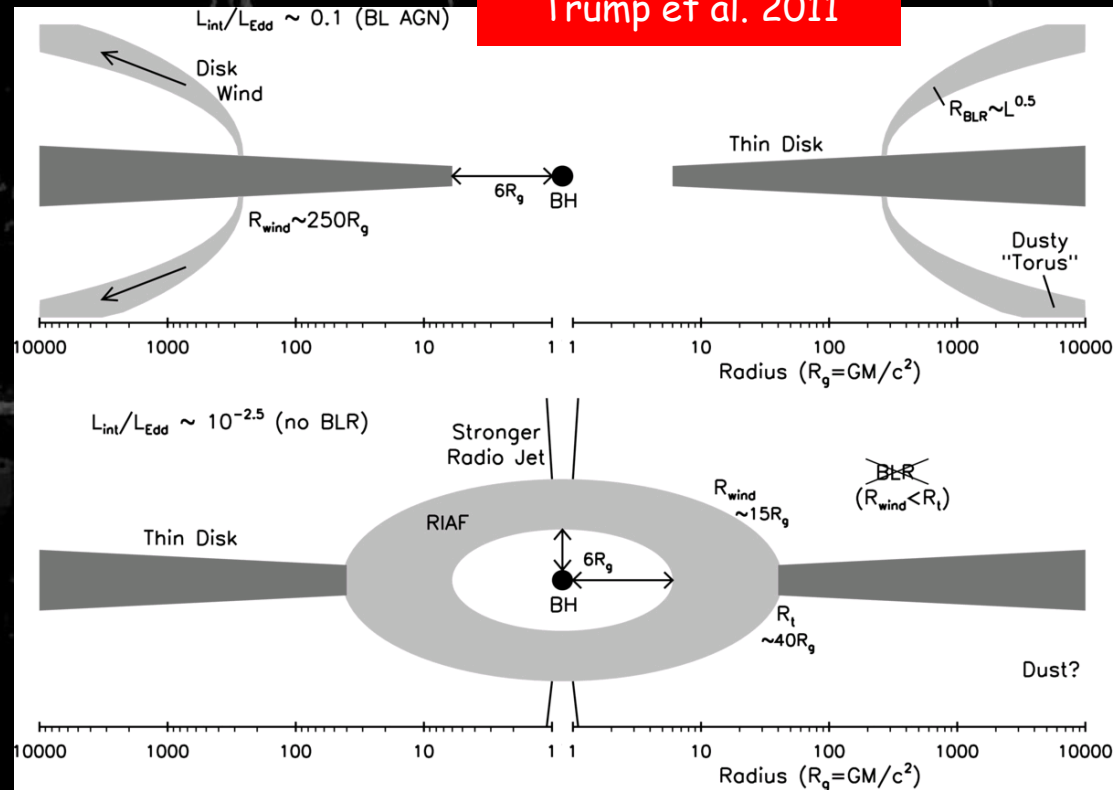 Trump et al. 2011
L_int/L_Edd ~ 0.1 (BL AGN)
Disk
Wind
R_wind~250R_g
6R_g
BH
Thin Disk
R_BLR~L^0.5
Dusty
"Torus"
10000 1000 100 10 1 1 10 100 1000 10000
Radius (R_g=GM/c²)
L_int/L_Edd ~ 10^-2.5 (no BLR)
Stronger
Radio Jet
RIAF
Thin Disk
6R_g
BH
R_wind
~15R_g
BLR
(R_wind<R_t)
R_t
~40R_g
Dust?
10000 1000 100 10 1 1 10 100 1000 10000
Radius (R_g=GM/c²)